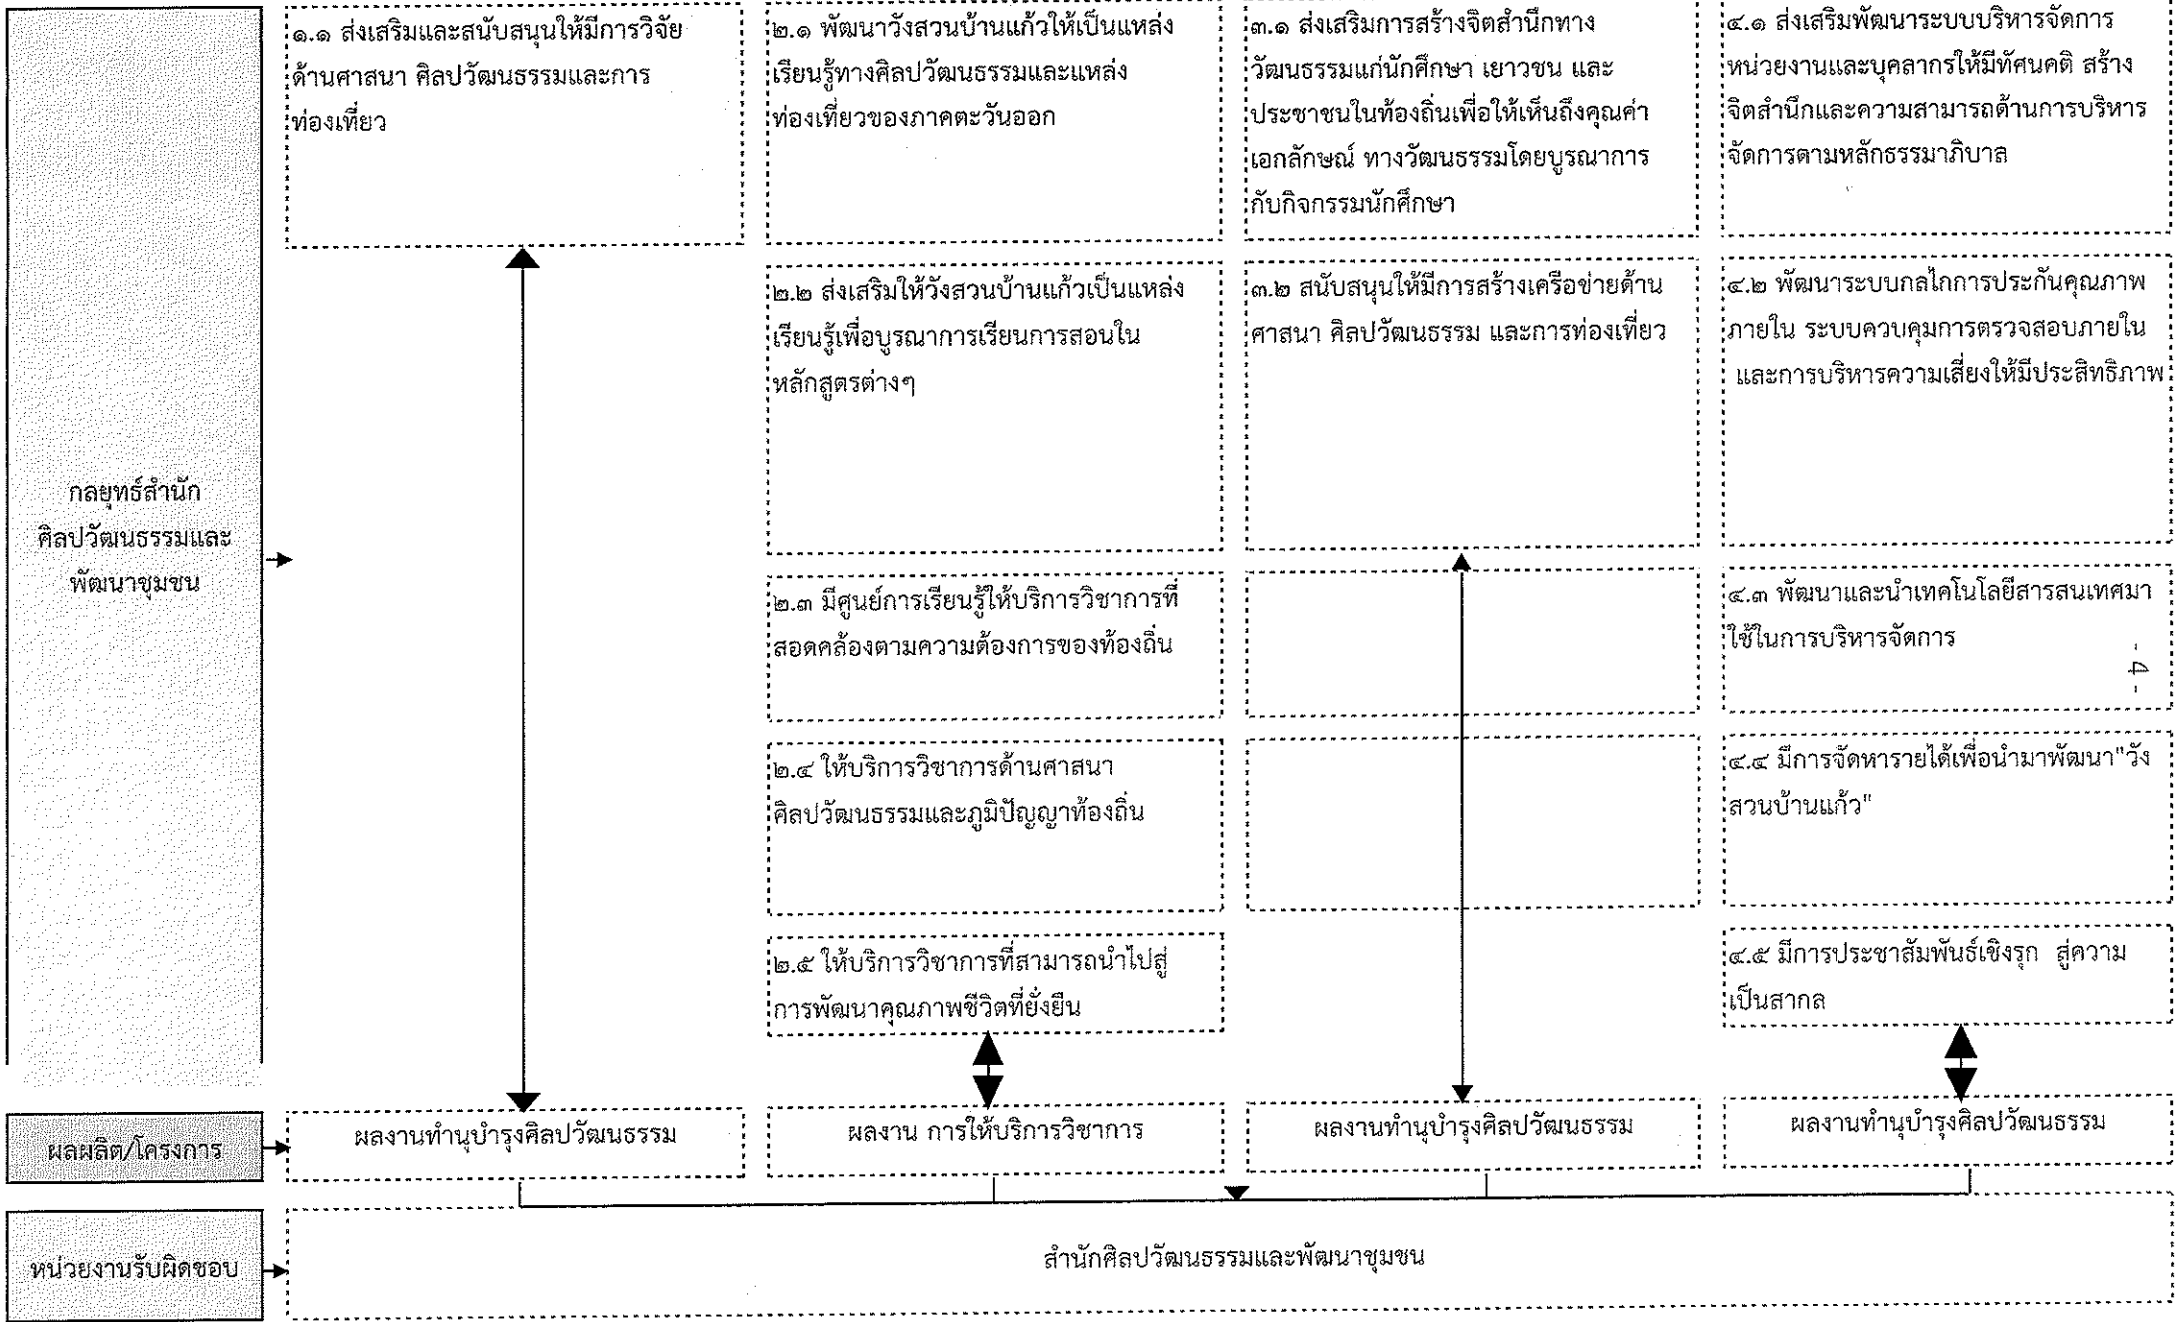 ๑.๑ ส่งเสริมและสนับสนุนให้มีการวิจัย
ด้านศาสนา ศิลปวัฒนธรรมและการ
ท่องเที่ยว
๒.๑ พัฒนาวังสวนบ้านแก้วให้เป็นแหล่ง
เรียนรู้ทางศิลปวัฒนธรรมและแหล่ง
ท่องเที่ยวของภาคตะวันออก
๓.๑ ส่งเสริมการสร้างจิตสำนึกทาง
วัฒนธรรมแก่นักศึกษา เยาวชน และ
ประชาชนในท้องถิ่นเพื่อให้เห็นถึงคุณค่า
เอกลักษณ์ ทางวัฒนธรรมโดยบูรณาการ
กับกิจกรรมนักศึกษา
๔.๑ ส่งเสริมพัฒนาระบบบริหารจัดการ
หน่วยงานและบุคลากรให้มีทัศนคติ สร้าง
จิตสำนึกและความสามารถด้านการบริหาร
จัดการตามหลักธรรมาภิบาล
๒.๒ ส่งเสริมให้วังสวนบ้านแก้วเป็นแหล่ง
เรียนรู้เพื่อบูรณาการเรียนการสอนใน
หลักสูตรต่างๆ
๓.๒ สนับสนุนให้มีการสร้างเครือข่ายด้าน
ศาสนา ศิลปวัฒนธรรม และการท่องเที่ยว
๔.๒ พัฒนาระบบกลไกการประกันคุณภาพ
ภายใน ระบบควบคุมการตรวจสอบภายใน
และการบริหารความเสี่ยงให้มีประสิทธิภาพ
กลยุทธ์สำนัก
ศิลปวัฒนธรรมและ
พัฒนาชุมชน
๒.๓ มีศูนย์การเรียนรู้ให้บริการวิชาการที่
สอดคล้องตามความต้องการของท้องถิ่น
๔.๓ พัฒนาและนำเทคโนโลยีสารสนเทศมา
ใช้ในการบริหารจัดการ
- 4 -
๒.๔ ให้บริการวิชาการด้านศาสนา
ศิลปวัฒนธรรมและภูมิปัญญาท้องถิ่น
๔.๔ มีการจัดหารายได้เพื่อนำมาพัฒนา"วัง
สวนบ้านแก้ว"
๒.๕ ให้บริการวิชาการที่สามารถนำไปสู่
การพัฒนาคุณภาพชีวิตที่ยั่งยืน
๔.๕ มีการประชาสัมพันธ์เชิงรุก สู่ความ
เป็นสากล
ผลผลิต/โครงการ
ผลงานทำนุบำรุงศิลปวัฒนธรรม
ผลงาน การให้บริการวิชาการ
ผลงานทำนุบำรุงศิลปวัฒนธรรม
ผลงานทำนุบำรุงศิลปวัฒนธรรม
หน่วยงานรับผิดชอบ
สำนักศิลปวัฒนธรรมและพัฒนาชุมชน